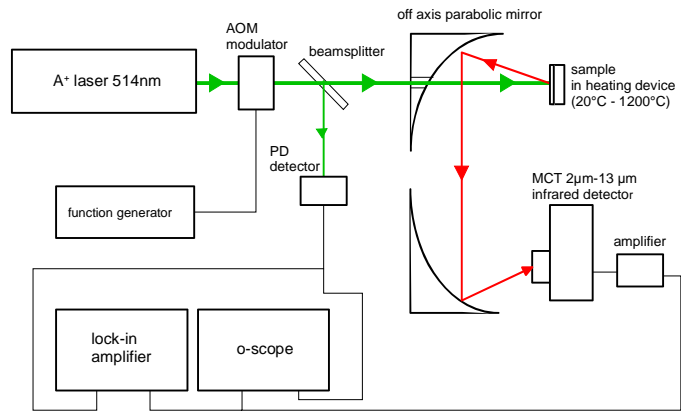 off axis parabolic mirror
AOM
modulator
beamsplitter
A+ laser 514nm
sample
in heating device
(20°C - 1200°C)
PD
detector
MCT 2µm-13 µm
infrared detector
function generator
amplifier
lock-in
amplifier
o-scope